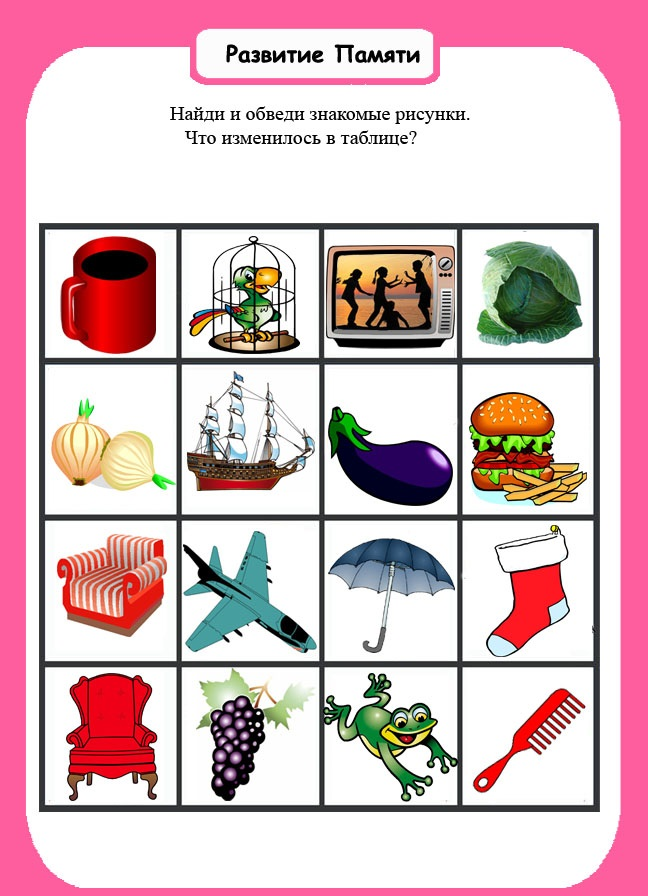 Развитие Памяти
Найди и обведи знакомые рисунки.
Что изменилось в таблице?